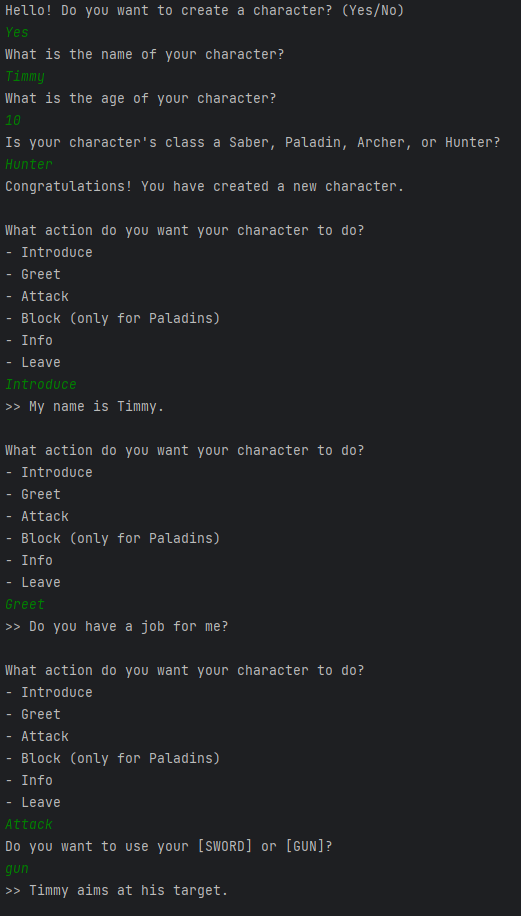 Hello! Do you want to create a character? (Yes/No)
Yes
What is the name of your character?
Timmy
What is the age of your character?
10
Is your character's class a Saber, Paladin, Archer, or Hunter?
Hunter
Congratulations! You have created a new character.
What action do you want your character to do?
- Introduce
- Greet
- Attack
- Block (only for Paladins)
- Info
- Leave
Introduce
>> My name is Timmy.
What action do you want your character to do?
- Introduce
- Greet
- Attack
- Block (only for Paladins)
- Info
- Leave
Greet
>> Do you have a job for me?
What action do you want your character to do?
- Introduce
- Greet
- Attack
- Block (only for Paladins)
- Info
- Leave
Attack
Do you want to use your [SWORD] or [GUN]?
gun
>> Timmy aims at his target.